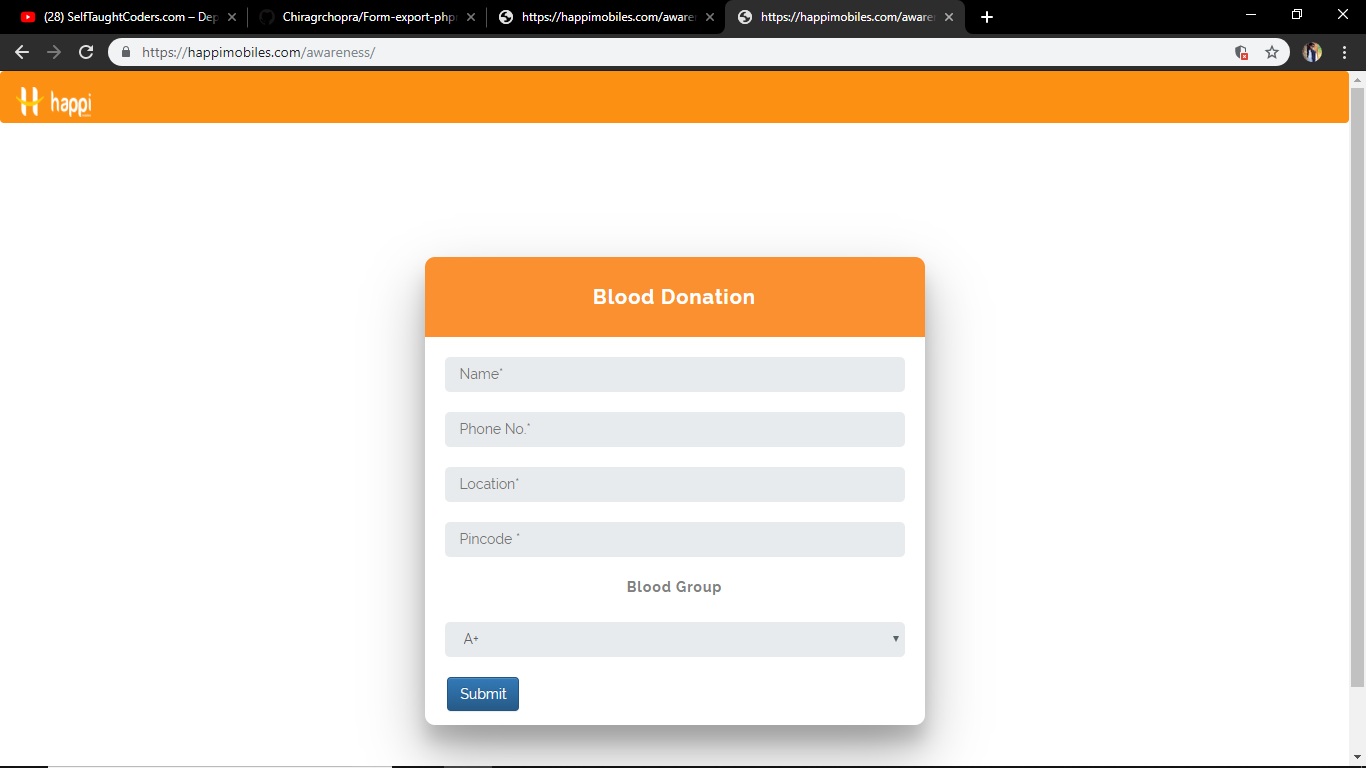 (28) SelfTaughtCoders.com – Dep
Chiragrchopra/Form-export-php
https://happimobiles.com/aware
https://happimobiles.com/aware
https://happimobiles.com/awareness/
happi
Blood Donation
Name*
Phone No.*
Location*
Pincode *
Blood Group
A+
Submit